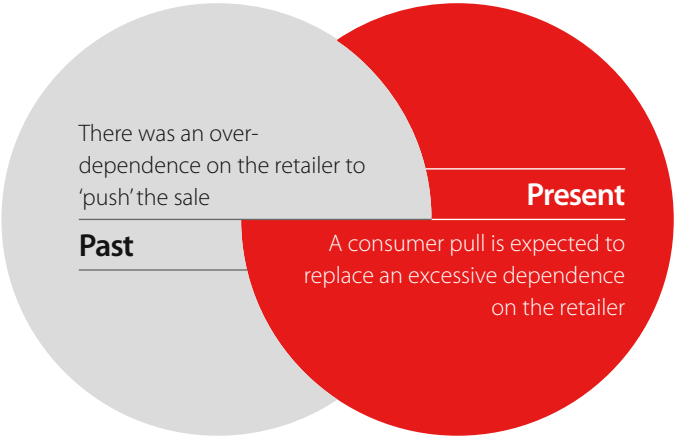 There was an over-
dependence on the retailer to
‘push’ the sale
Past
Present
A consumer pull is expected to
replace an excessive dependence
on the retailer